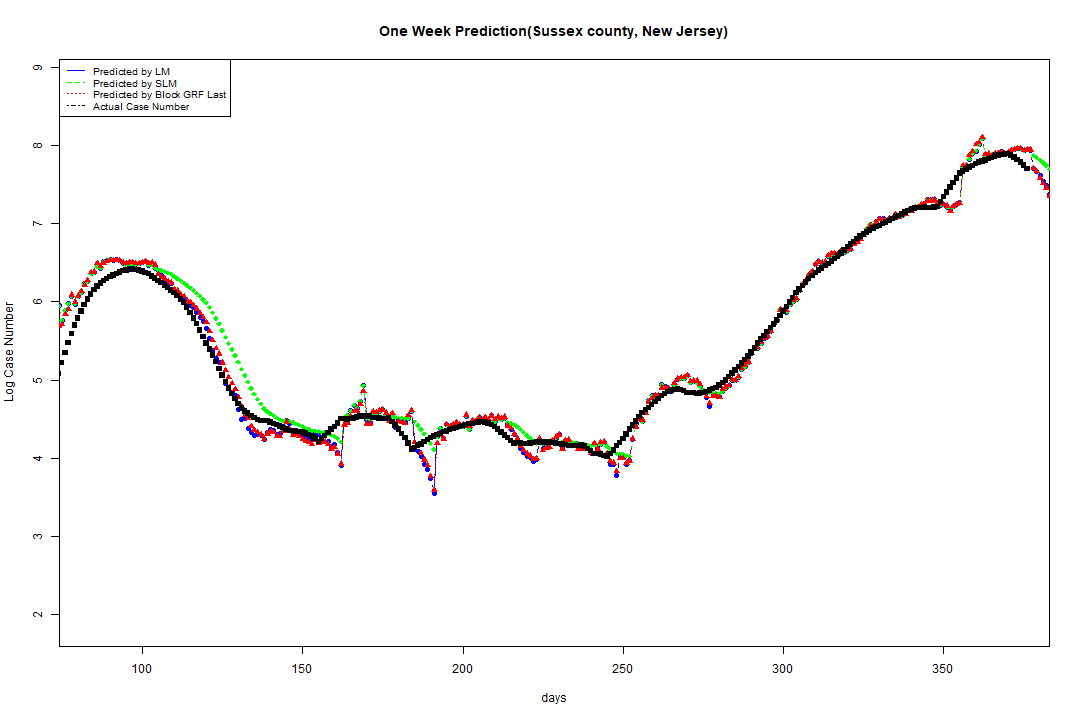 One Week Prediction(Sussex county, New Jersey)
Predicted by LM
Predicted by SLM
Predicted by Block GRF Last
Actual Case Number
Log Case Number
9
8
7
6
5
4
3
2
100 150 200 250 300 350
days